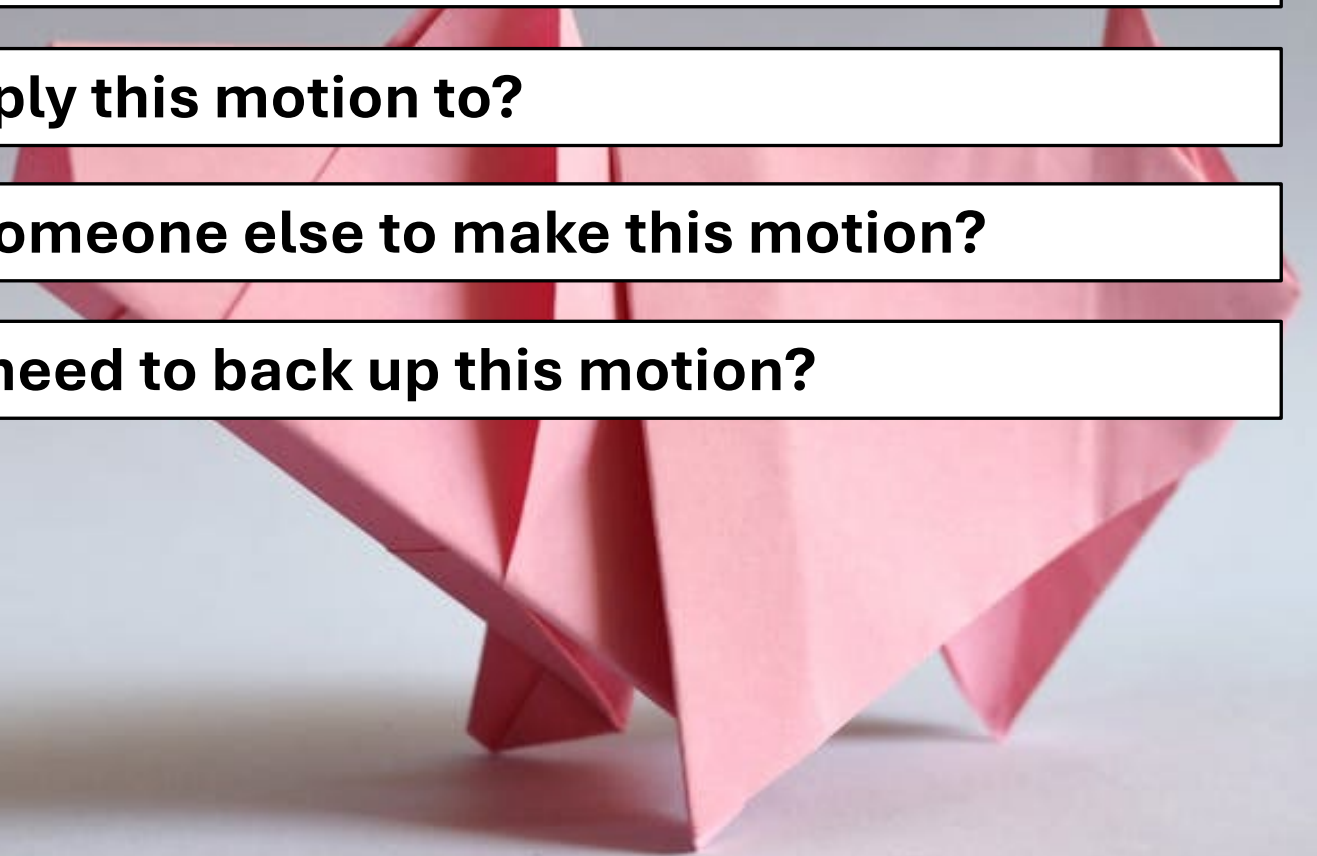 ply this motion to?
omeone else to make this motion?
need to back up this motion?